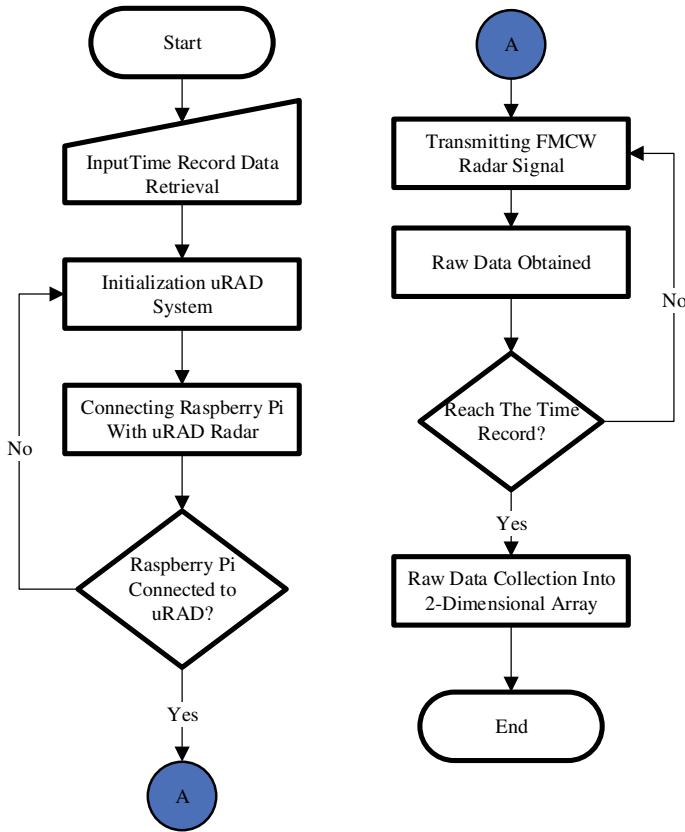 Start
InputTime Record Data
Retrieval
Initialization uRAD
System
Connecting Raspberry Pi
With uRAD Radar
No
Raspberry Pi
Connected to
uRAD?
Yes
A
A
Transmitting FMCW
Radar Signal
Raw Data Obtained
No
Reach The Time
Record?
Yes
Raw Data Collection Into
2-Dimensional Array
End